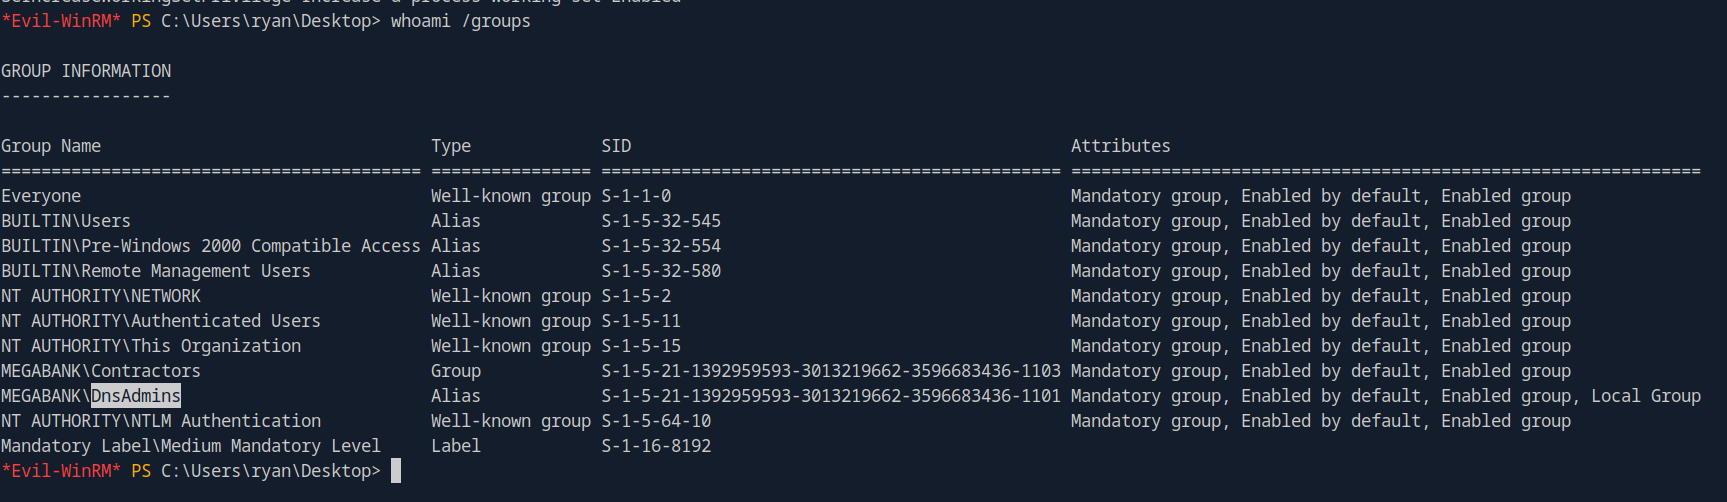 *Evil-WinRM* PS C:\Users\ryan\Desktop> whoami /groups
GROUP INFORMATION
-----------------
Group Name Type SID Attributes
========================================== ================ ============================================== ===============================================================
Everyone Well-known group S-1-1-0 Mandatory group, Enabled by default, Enabled group
BUILTIN\Users Alias S-1-5-32-545 Mandatory group, Enabled by default, Enabled group
BUILTIN\Pre-Windows 2000 Compatible Access Alias S-1-5-32-554 Mandatory group, Enabled by default, Enabled group
BUILTIN\Remote Management Users Alias S-1-5-32-580 Mandatory group, Enabled by default, Enabled group
NT AUTHORITY\NETWORK Well-known group S-1-5-2 Mandatory group, Enabled by default, Enabled group
NT AUTHORITY\Authenticated Users Well-known group S-1-5-11 Mandatory group, Enabled by default, Enabled group
NT AUTHORITY\This Organization Well-known group S-1-5-15 Mandatory group, Enabled by default, Enabled group
MEGABANK\Contractors Group S-1-5-21-1392959593-3013219662-3596683436-1103 Mandatory group, Enabled by default, Enabled group
MEGABANK\DnsAdmins Alias S-1-5-21-1392959593-3013219662-3596683436-1101 Mandatory group, Enabled by default, Enabled group, Local Group
NT AUTHORITY\NTLM Authentication Well-known group S-1-5-64-10 Mandatory group, Enabled by default, Enabled group
Mandatory Label\Medium Mandatory Level Label S-1-16-8192
*Evil-WinRM* PS C:\Users\ryan\Desktop>